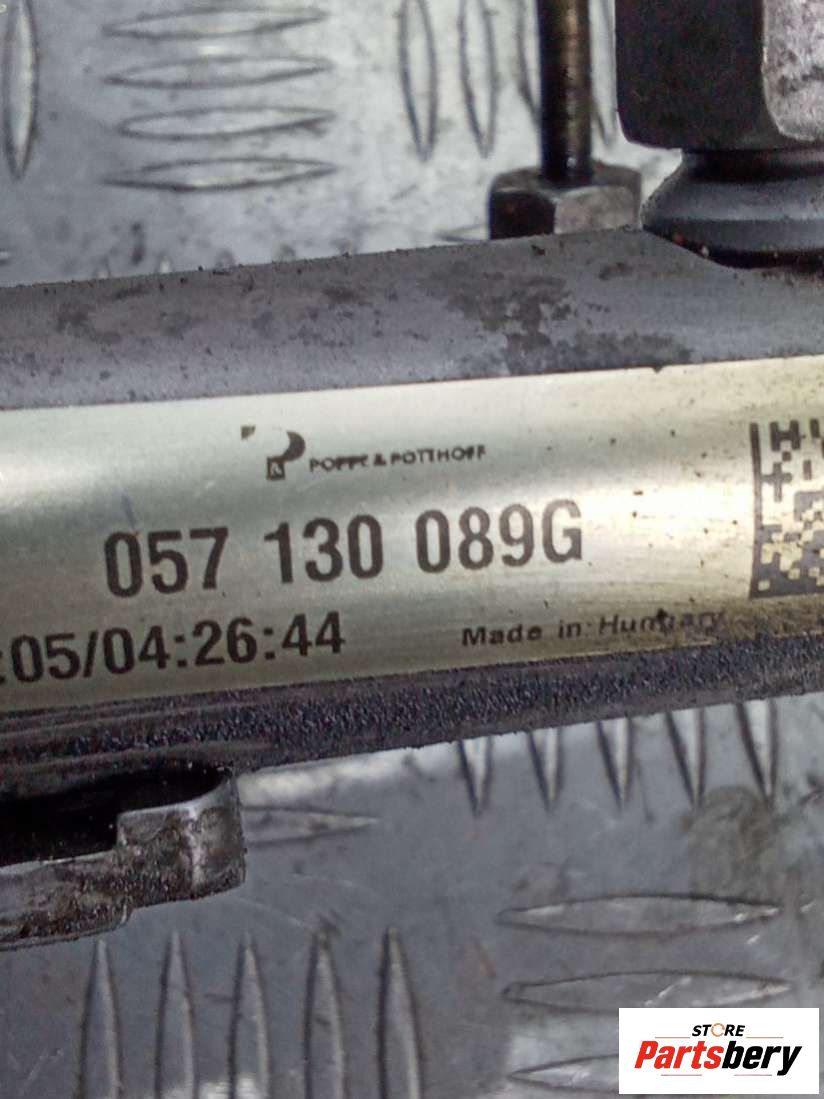 POPPE & POTTHOFF
057 130 089G
:05/04:26:44
Made in Hungary
STORE
Partsbery